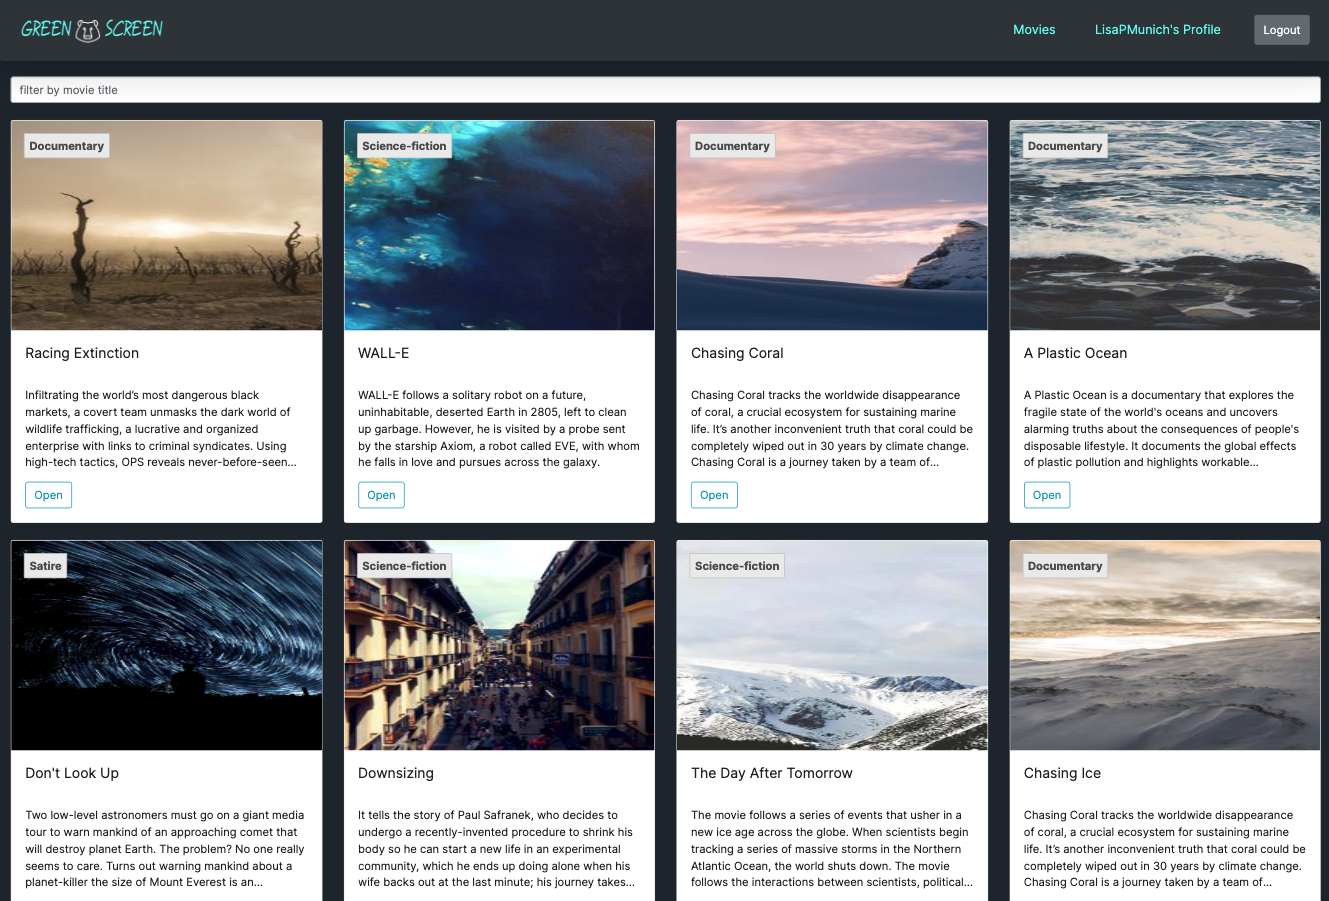 GREEN SCREEN
Movies
LisaPMunich's Profile
Logout
filter by movie title
Documentary
Racing Extinction
Infiltrating the world’s most dangerous black
markets, a covert team unmasks the dark world of
wildlife trafficking, a lucrative and organized
enterprise with links to criminal syndicates. Using
high-tech tactics, OPS reveals never-before-seen...
Open
Science-fiction
WALL-E
WALL-E follows a solitary robot on a future,
uninhabitable, deserted Earth in 2805, left to clean
up garbage. However, he is visited by a probe sent
by the starship Axiom, a robot called EVE, with whom
he falls in love and pursues across the galaxy.
Open
Documentary
Chasing Coral
Chasing Coral tracks the worldwide disappearance
of coral, a crucial ecosystem for sustaining marine
life. It’s another inconvenient truth that coral could be
completely wiped out in 30 years by climate change.
Chasing Coral is a journey taken by a team of...
Open
Documentary
A Plastic Ocean
A Plastic Ocean is a documentary that explores the
fragile state of the world's oceans and uncovers
alarming truths about the consequences of people's
disposable lifestyle. It documents the global effects
of plastic pollution and highlights workable...
Open
Satire
Don't Look Up
Two low-level astronomers must go on a giant media
tour to warn mankind of an approaching comet that
will destroy planet Earth. The problem? No one really
seems to care. Turns out warning mankind about a
planet-killer the size of Mount Everest is an...
Science-fiction
Downsizing
It tells the story of Paul Safranek, who decides to
undergo a recently-invented procedure to shrink his
body so he can start a new life in an experimental
community, which he ends up doing alone when his
wife backs out at the last minute; his journey takes...
Science-fiction
The Day After Tomorrow
The movie follows a series of events that usher in a
new ice age across the globe. When scientists begin
tracking a series of massive storms in the Northern
Atlantic Ocean, the world shuts down. The movie
follows the interactions between scientists, political...
Documentary
Chasing Ice
Chasing Coral tracks the worldwide disappearance
of coral, a crucial ecosystem for sustaining marine
life. It’s another inconvenient truth that coral could be
completely wiped out in 30 years by climate change.
Chasing Coral is a journey taken by a team of...